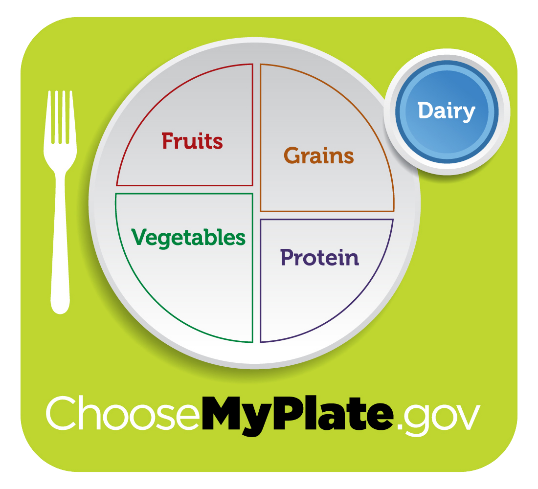 Dairy
Fruits
Grains
Vegetables
Protein
ChooseMyPlate.gov